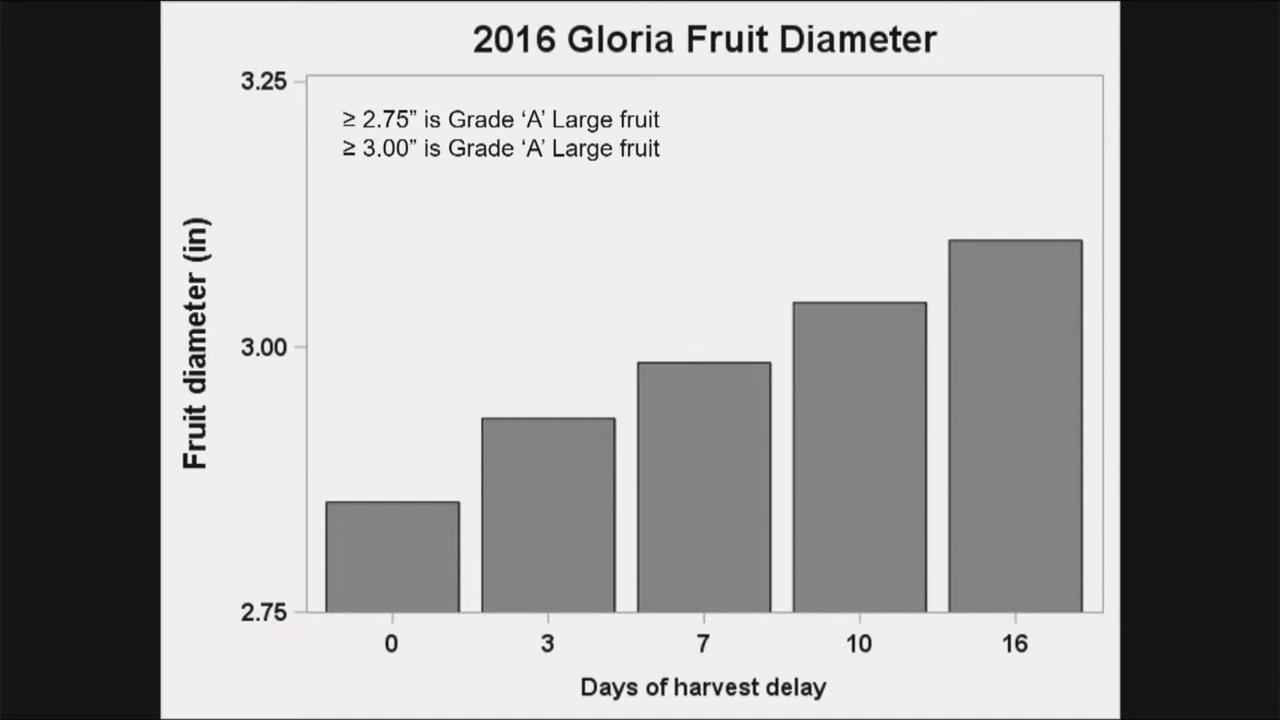 2016 Gloria Fruit Diameter
3.25
≥ 2.75” is Grade ‘A’ Large fruit
≥ 3.00” is Grade ‘A’ Large fruit
Fruit diameter (in)
3.00
2.75
0 3 7 10 16
Days of harvest delay